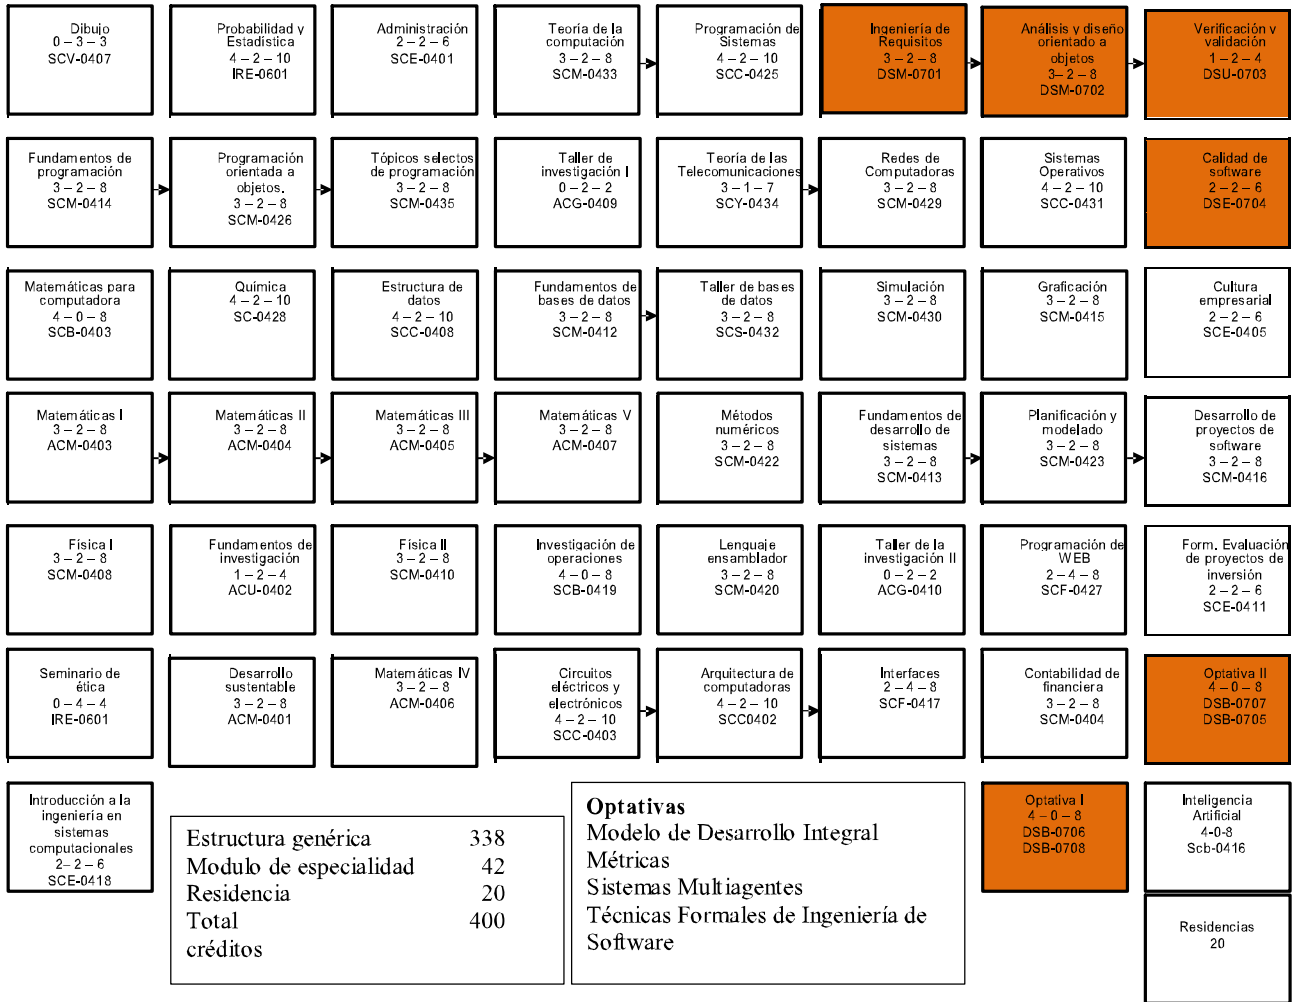 Dibujo
0 – 3 – 3
SCV-0407
Probabilidad y
Estadística
4 – 2 – 10
IRE-0601
Administración
2 – 2 – 6
SCE-0401
Teoría de la
computación
3 – 2 – 8
SCM-0433
Programación de
Sistemas
4 – 2 – 10
SCC-0425
Ingeniería de
Requisitos
3 – 2 – 8
DSM-0701
Análisis y diseño
orientado a
objetos
3– 2 – 8
DSM-0702
Verificación y
validación
1 – 2 – 4
DSU-0703
Fundamentos de
programación
3 – 2 – 8
SCM-0414
Programación
orientada a
objetos.
3 – 2 – 8
SCM-0426
Tópicos selectos
de programación
3 – 2 – 8
SCM-0435
Taller de
investigación I
0 – 2 – 2
ACG-0409
Teoría de las
Telecomunicaciones
3 – 1 – 7
SCY-0434
Redes de
Computadoras
3 – 2 – 8
SCM-0429
Sistemas
Operativos
4 – 2 – 10
SCC-0431
Calidad de
software
2 – 2 – 6
DSE-0704
Matemáticas para
computadora
4 – 0 – 8
SCB-0403
Química
4 – 2 – 10
SC-0428
Estructura de
datos
4 – 2 – 10
SCC-0408
Fundamentos de
bases de datos
3 – 2 – 8
SCM-0412
Taller de bases
de datos
3 – 2 – 8
SCS-0432
Simulación
3 – 2 – 8
SCM-0430
Graficación
3 – 2 – 8
SCM-0415
Cultura
empresarial
2 – 2 – 6
SCE-0405
Matemáticas I
3 – 2 – 8
ACM-0403
Matemáticas II
3 – 2 – 8
ACM-0404
Matemáticas III
3 – 2 – 8
ACM-0405
Matemáticas V
3 – 2 – 8
ACM-0407
Métodos
numéricos
3 – 2 – 8
SCM-0422
Fundamentos de
desarrollo de
sistemas
3 – 2 – 8
SCM-0413
Planificación y
modelado
3 – 2 – 8
SCM-0423
Desarrollo de
proyectos de
software
3 – 2 – 8
SCM-0416
Física I
3 – 2 – 8
SCM-0408
Fundamentos de
investigación
1 – 2 – 4
ACU-0402
Física II
3 – 2 – 8
SCM-0410
Investigación de
operaciones
4 – 0 – 8
SCB-0419
Lenguaje
ensamblador
3 – 2 – 8
SCM-0420
Taller de la
investigación II
0 – 2 – 2
ACG-0410
Programación de
WEB
2 – 4 – 8
SCF-0427
Form. Evaluación
de proyectos de
inversión
2 – 2 – 6
SCE-0411
Seminario de
ética
0 – 4 – 4
IRE-0601
Desarrollo
sustentable
3 – 2 – 8
ACM-0401
Matemáticas IV
3 – 2 – 8
ACM-0406
Circuitos
eléctricos y
electrónicos
4 – 2 – 10
SCC-0403
Arquitectura de
computadoras
4 – 2 – 10
SCC0402
Interfaces
2 – 4 – 8
SCF-0417
Contabilidad de
financiera
3 – 2 – 8
SCM-0404
Optativa II
4 – 0 – 8
DSB-0707
DSB-0705
Introducción a la
ingeniería en
sistemas
computacionales
2– 2 – 6
SCE-0418
Estructura genérica 338
Modulo de especialidad 42
Residencia 20
Total 400
créditos
Optativas
Modelo de Desarrollo Integral
Métricas
Sistemas Multiagentes
Técnicas Formales de Ingeniería de
Software
Optativa I
4 – 0 – 8
DSB-0706
DSB-0708
Inteligencia
Artificial
4-0-8
Scb-0416
Residencias
20